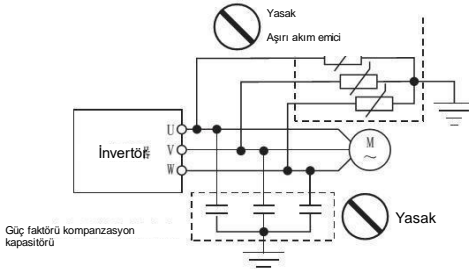 Yasak
Aşırı akım emici
U
V
W
İnvertör
M
~
Yasak
Güç faktörü kompanzasyon
kapasitörü